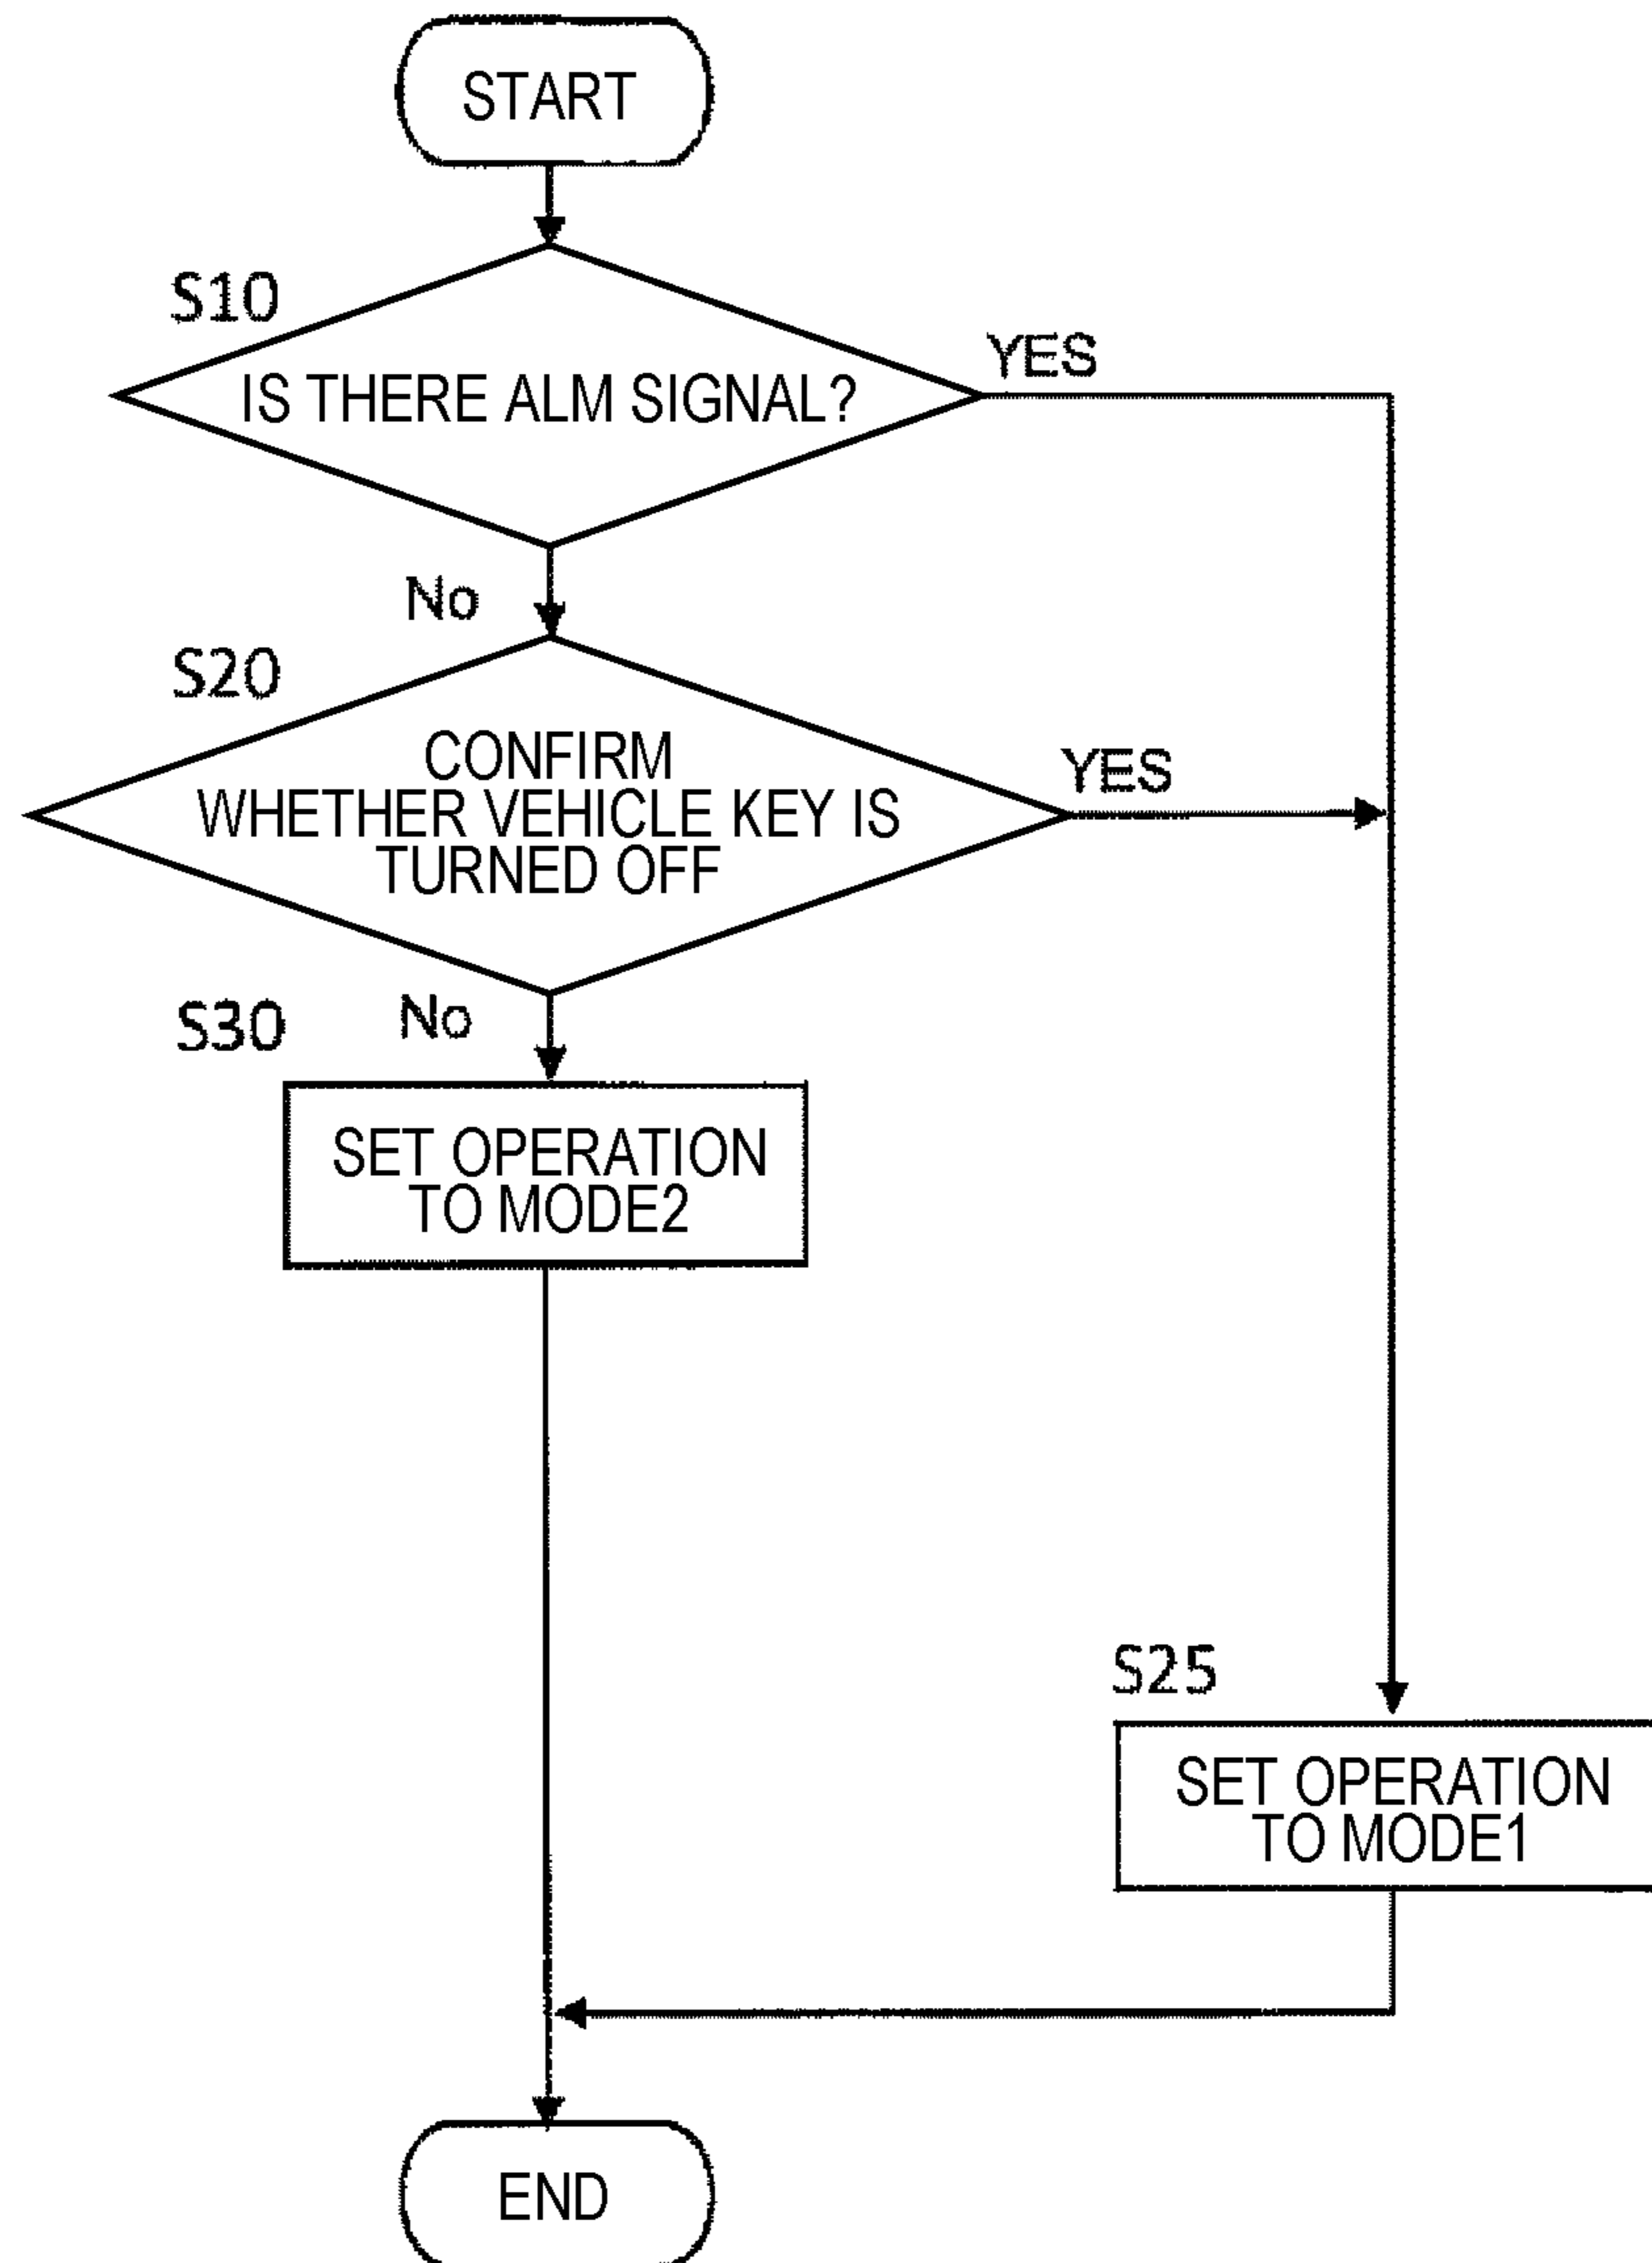 START
S10
IS THERE ALM SIGNAL?
YES
No
S20
CONFIRM
WHETHER VEHICLE KEY IS
TURNED OFF
YES
No
S30
SET OPERATION
TO MODE2
S25
SET OPERATION
TO MODE1
END